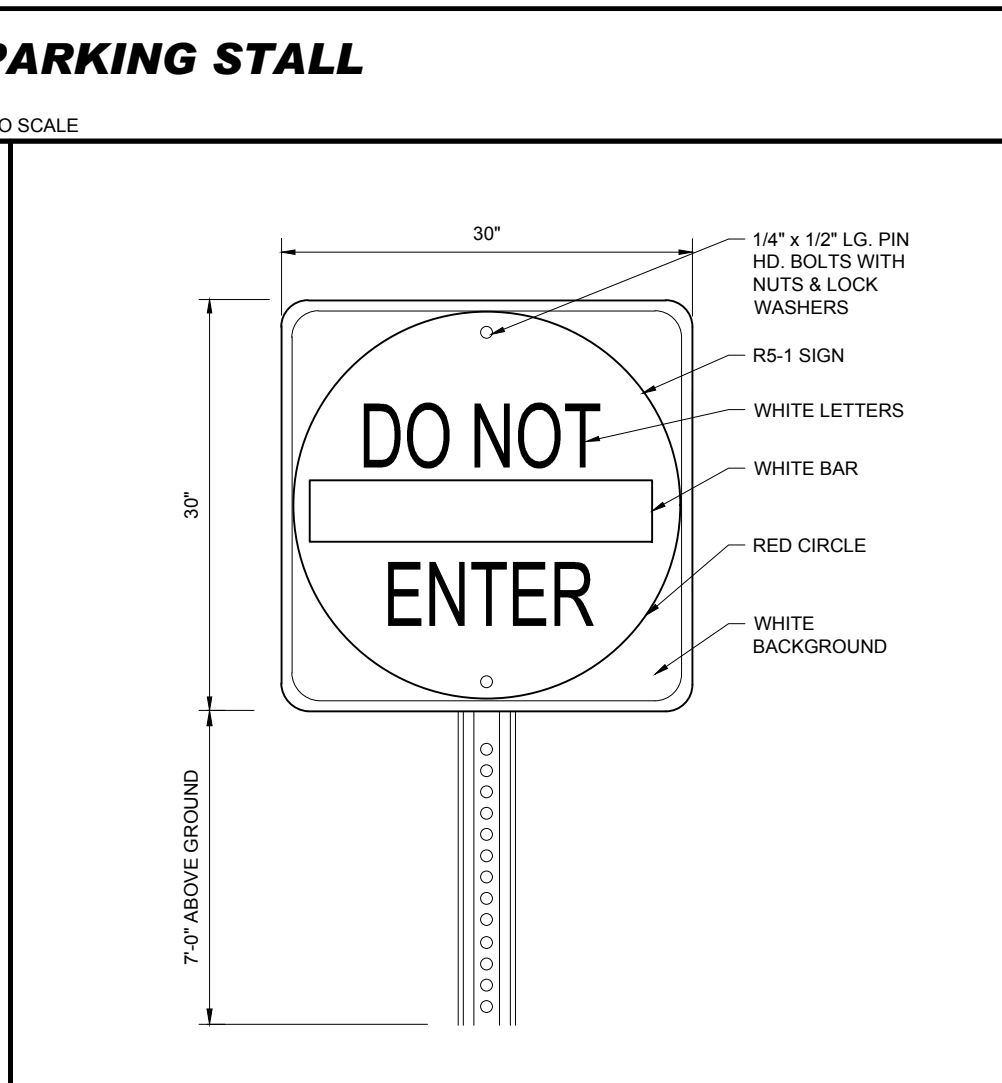 PARKING STALL
O SCALE
30"
1/4" x 1/2" LG. PIN
HD. BOLTS WITH
NUTS & LOCK
WASHERS
R5-1 SIGN
WHITE LETTERS
WHITE BAR
RED CIRCLE
WHITE
BACKGROUND
30"
DO NOT
ENTER
7'-0" ABOVE GROUND